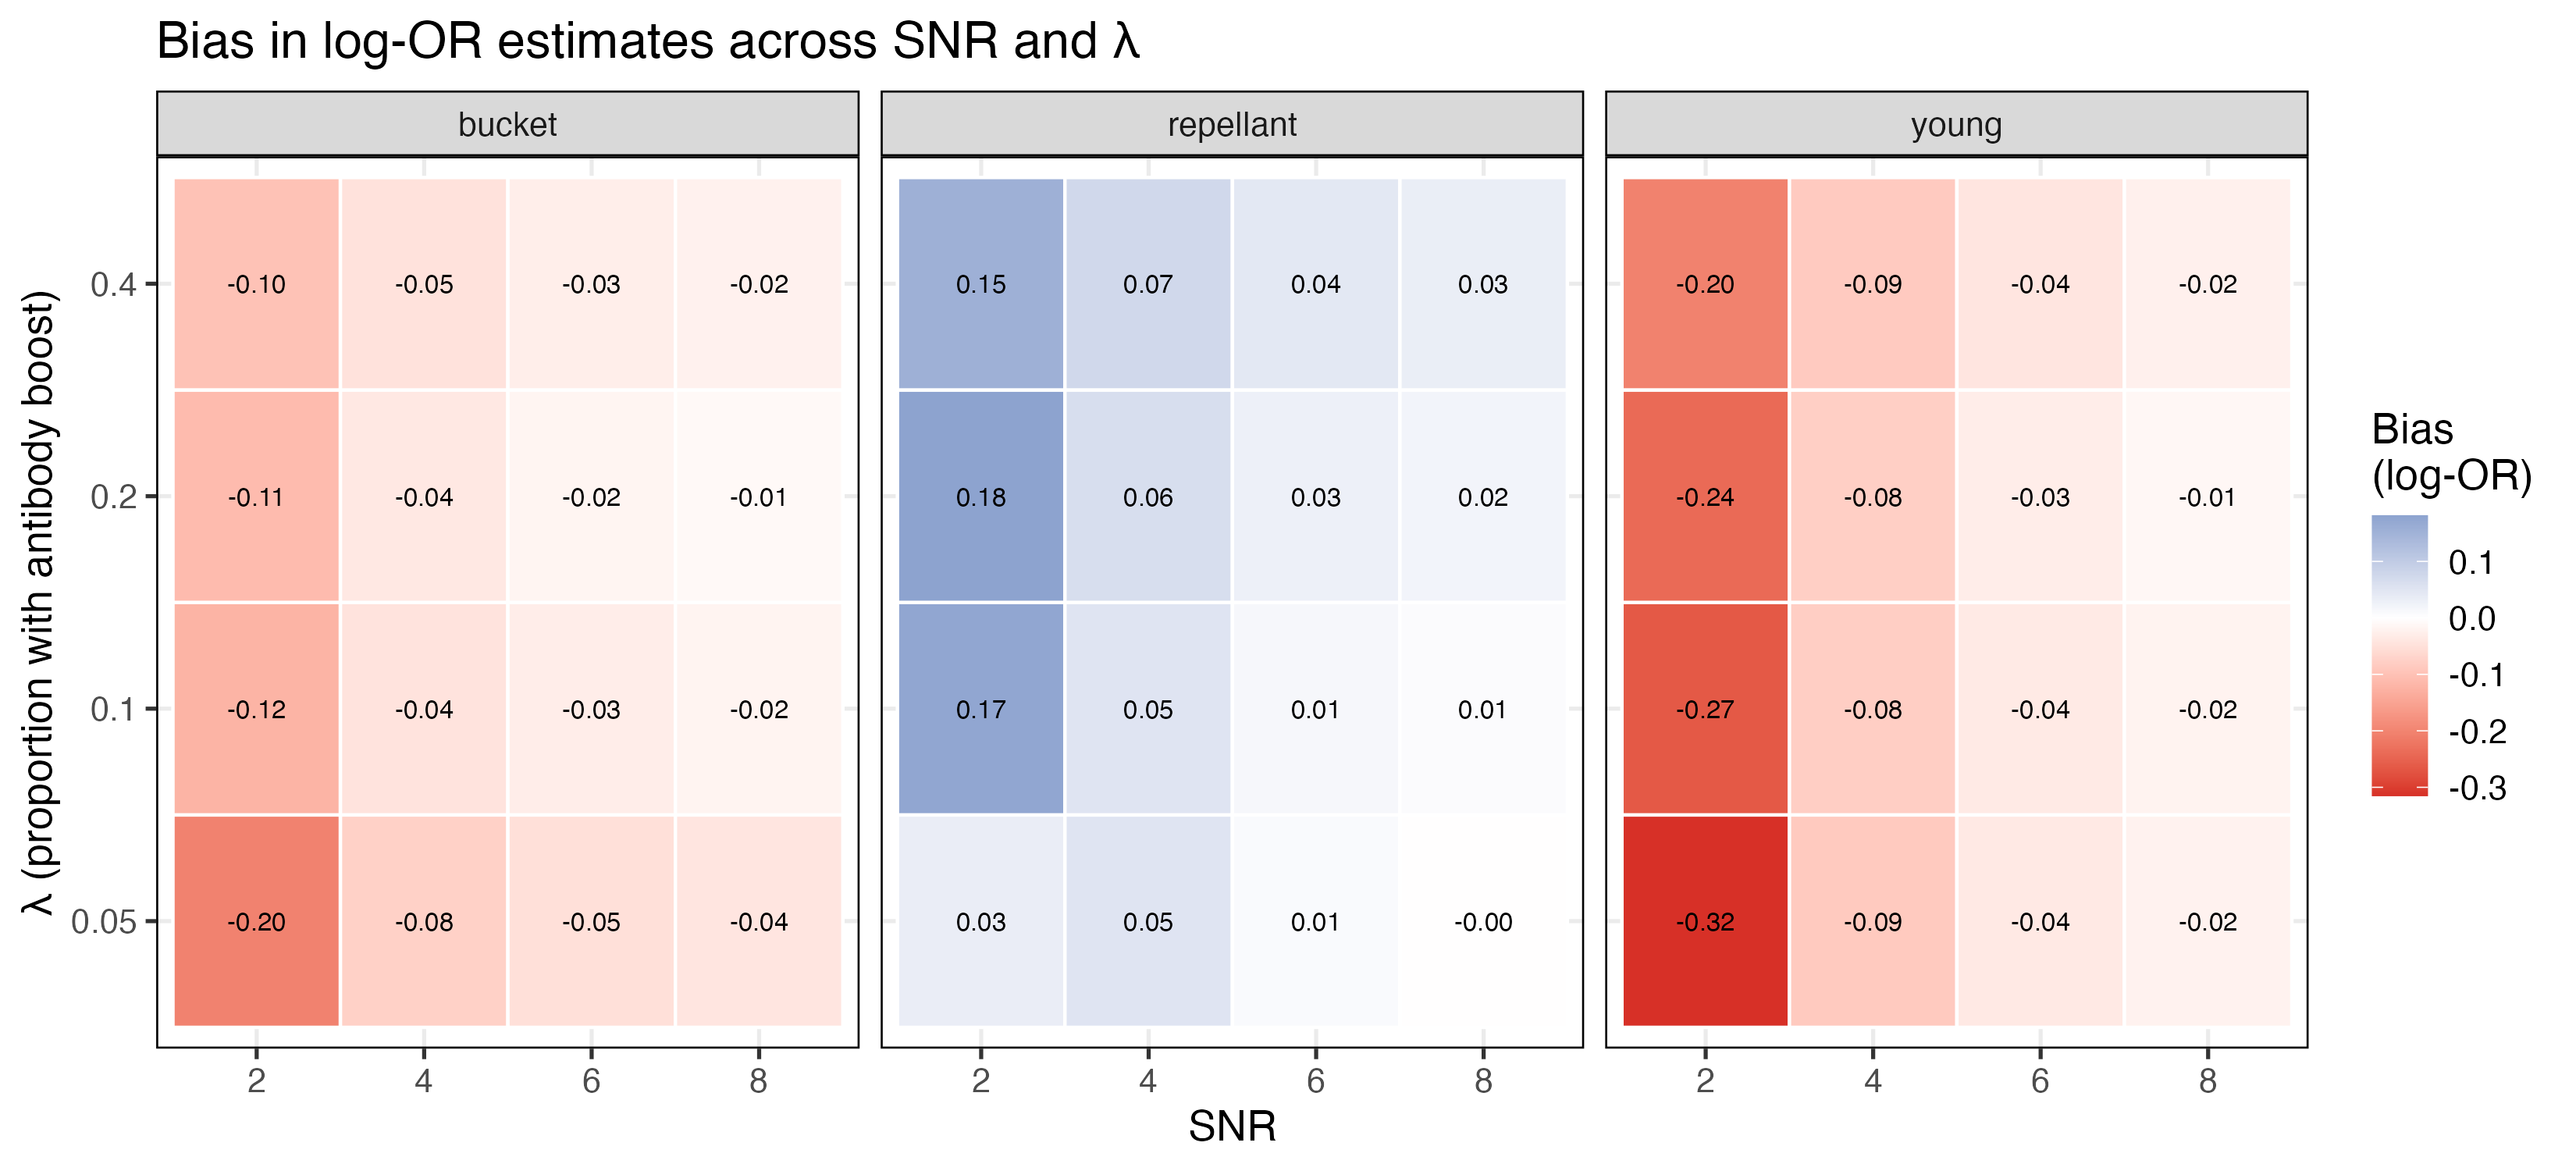 Bias in log-OR estimates across SNR and λ
bucket
repellant
young
λ (proportion with antibody boost)
0.4
-0.10 -0.05 -0.03 -0.02
0.15 0.07 0.04 0.03
-0.20 -0.09 -0.04 -0.02
0.2
-0.11 -0.04 -0.02 -0.01
0.18 0.06 0.03 0.02
-0.24 -0.08 -0.03 -0.01
0.1
-0.12 -0.04 -0.03 -0.02
0.17 0.05 0.01 0.01
-0.27 -0.08 -0.04 -0.02
0.05
-0.20 -0.08 -0.05 -0.04
0.03 0.05 0.01 -0.00
-0.32 -0.09 -0.04 -0.02
2 4 6 8
2 4 6 8
2 4 6 8
SNR
Bias
(log-OR)
0.1
0.0
-0.1
-0.2
-0.3